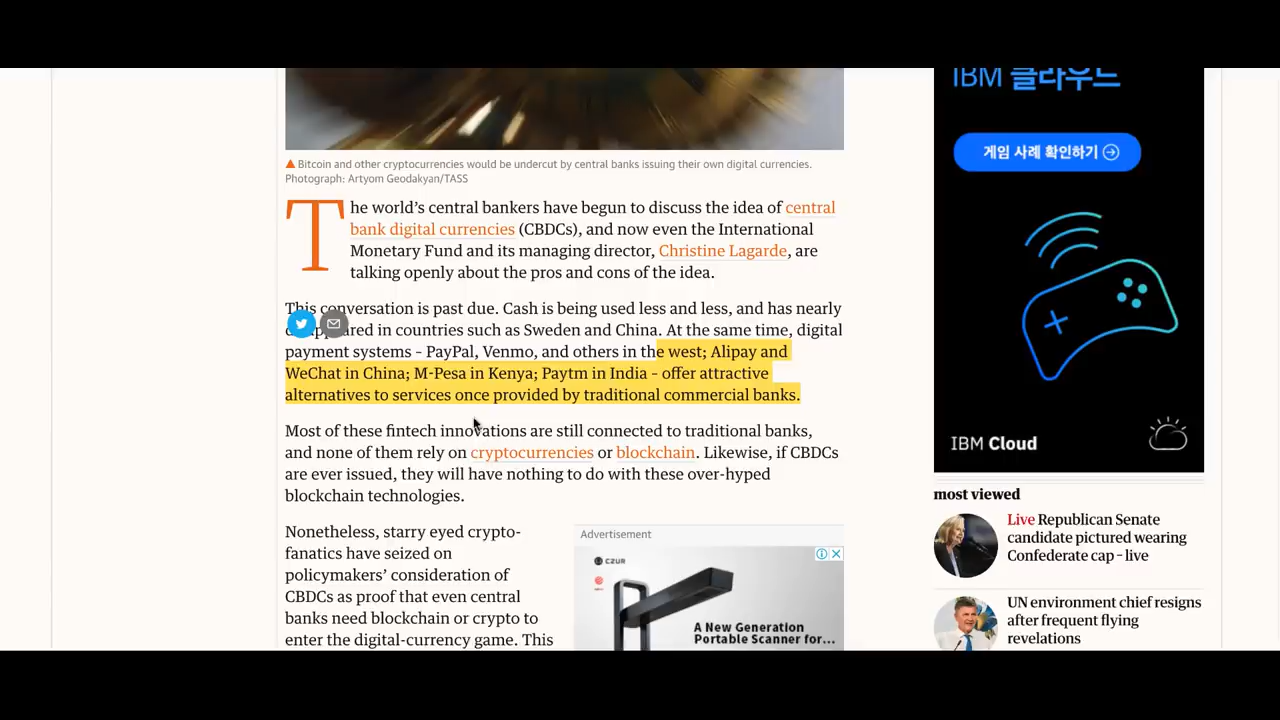 ▲ Bitcoin and other cryptocurrencies would be undercut by central banks issuing their own digital currencies.
Photograph: Artyom Geodakyan/TASS
The world's central bankers have begun to discuss the idea of central
bank digital currencies (CBDCs), and now even the International
Monetary Fund and its managing director, Christine Lagarde, are
talking openly about the pros and cons of the idea.
This conversation is past due. Cash is being used less and less, and has nearly
red in countries such as Sweden and China. At the same time, digital
payment systems – PayPal, Venmo, and others in the west; Alipay and
WeChat in China; M-Pesa in Kenya; Paytm in India – offer attractive
alternatives to services once provided by traditional commercial banks.
Most of these fintech innovations are still connected to traditional banks,
and none of them rely on cryptocurrencies or blockchain. Likewise, if CBDCs
are ever issued, they will have nothing to do with these over-hyped
blockchain technologies.
Nonetheless, starry eyed crypto-
fanatics have seized on
policymakers' consideration of
CBDCs as proof that even central
banks need blockchain or crypto to
enter the digital-currency game. This
Advertisement
CZUR
A New Generation
Portable Scanner for...
IBM 클라우드
게임 사례 확인하기
IBM Cloud
most viewed
Live Republican Senate
candidate pictured wearing
Confederate cap – live
UN environment chief resigns
after frequent flying
revelations